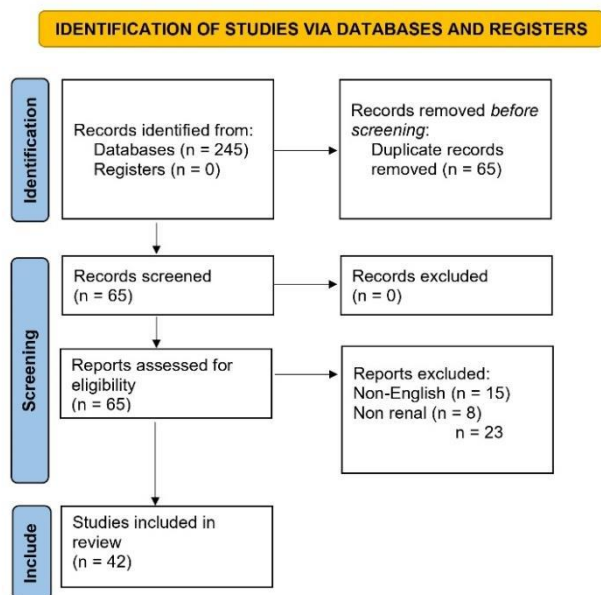 IDENTIFICATION OF STUDIES VIA DATABASES AND REGISTERS
Identification
Records identified from:
Databases (n = 245)
Registers (n = 0)
Records removed before
screening:
Duplicate records
removed (n = 65)
Screening
Records screened
(n = 65)
Records excluded
(n = 0)
Reports assessed for
eligibility
(n = 65)
Reports excluded:
Non-English (n = 15)
Non renal (n = 8)
n = 23
Include
Studies included in
review
(n = 42)